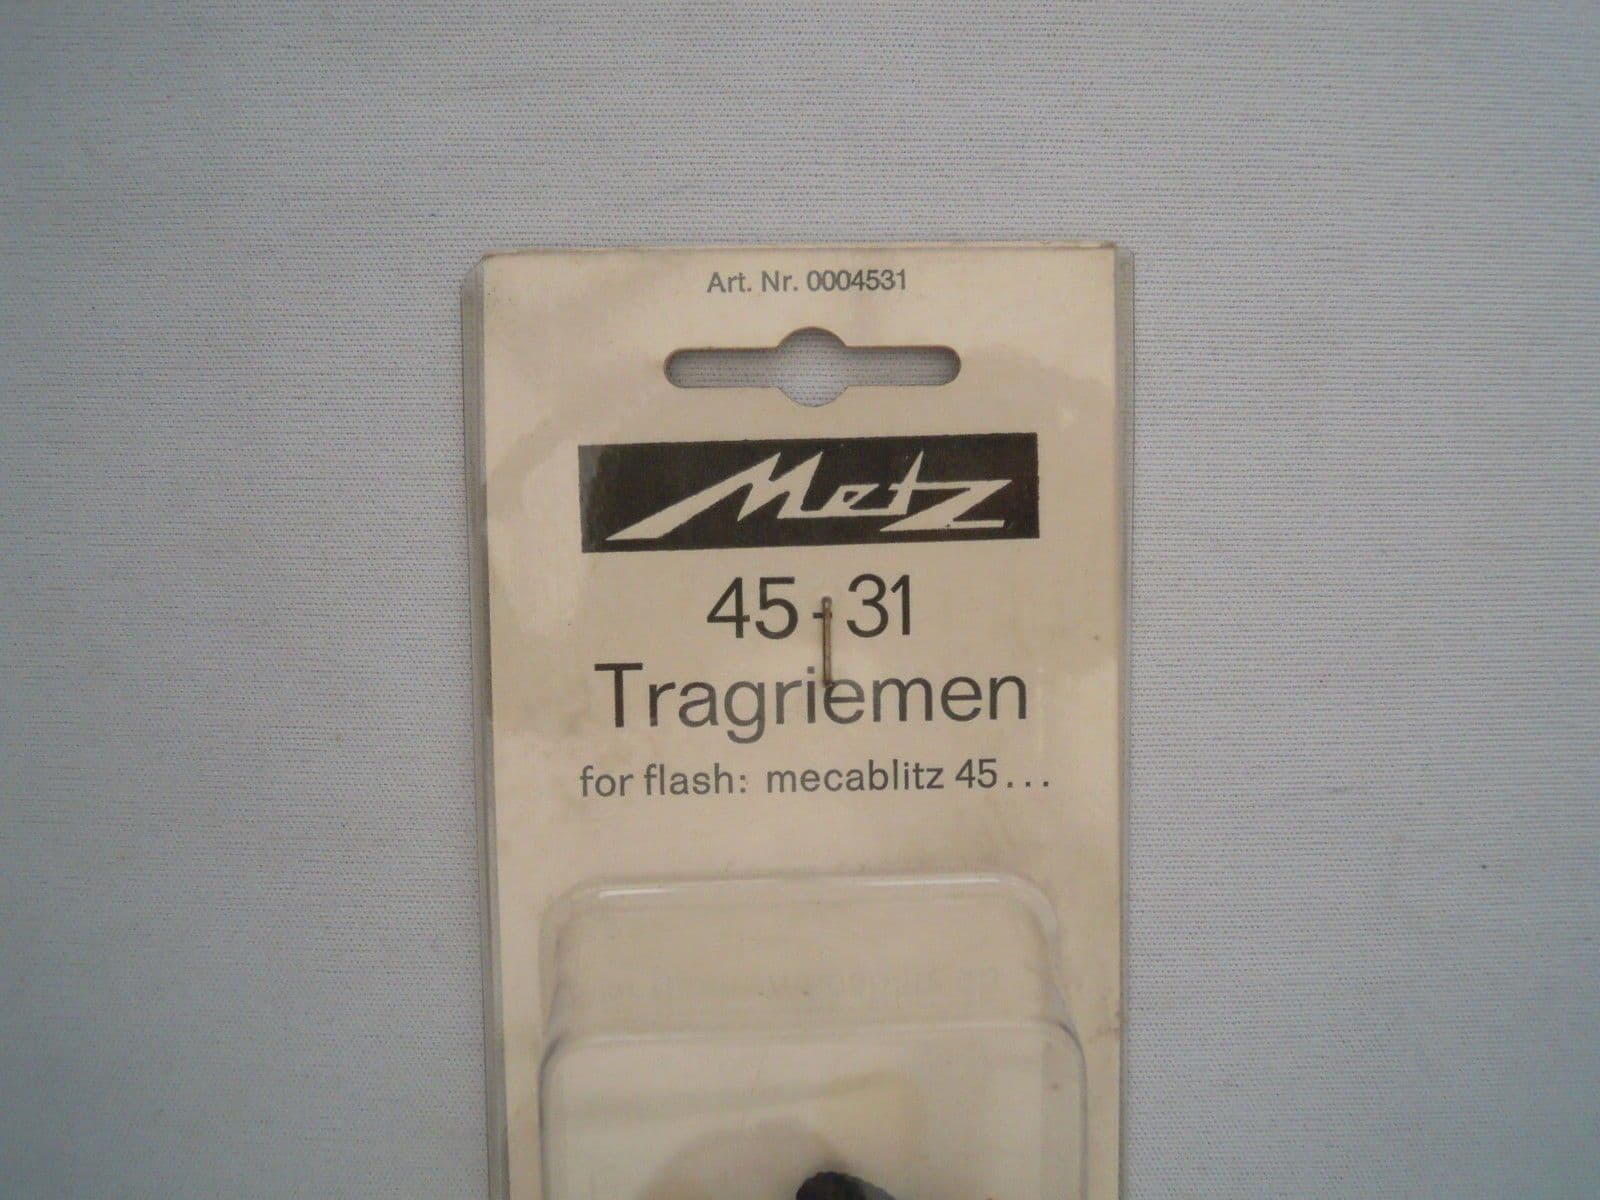 Art. Nr. 0004531
Metz
45-31
Tragriemen
for flash: mecablitz 45...